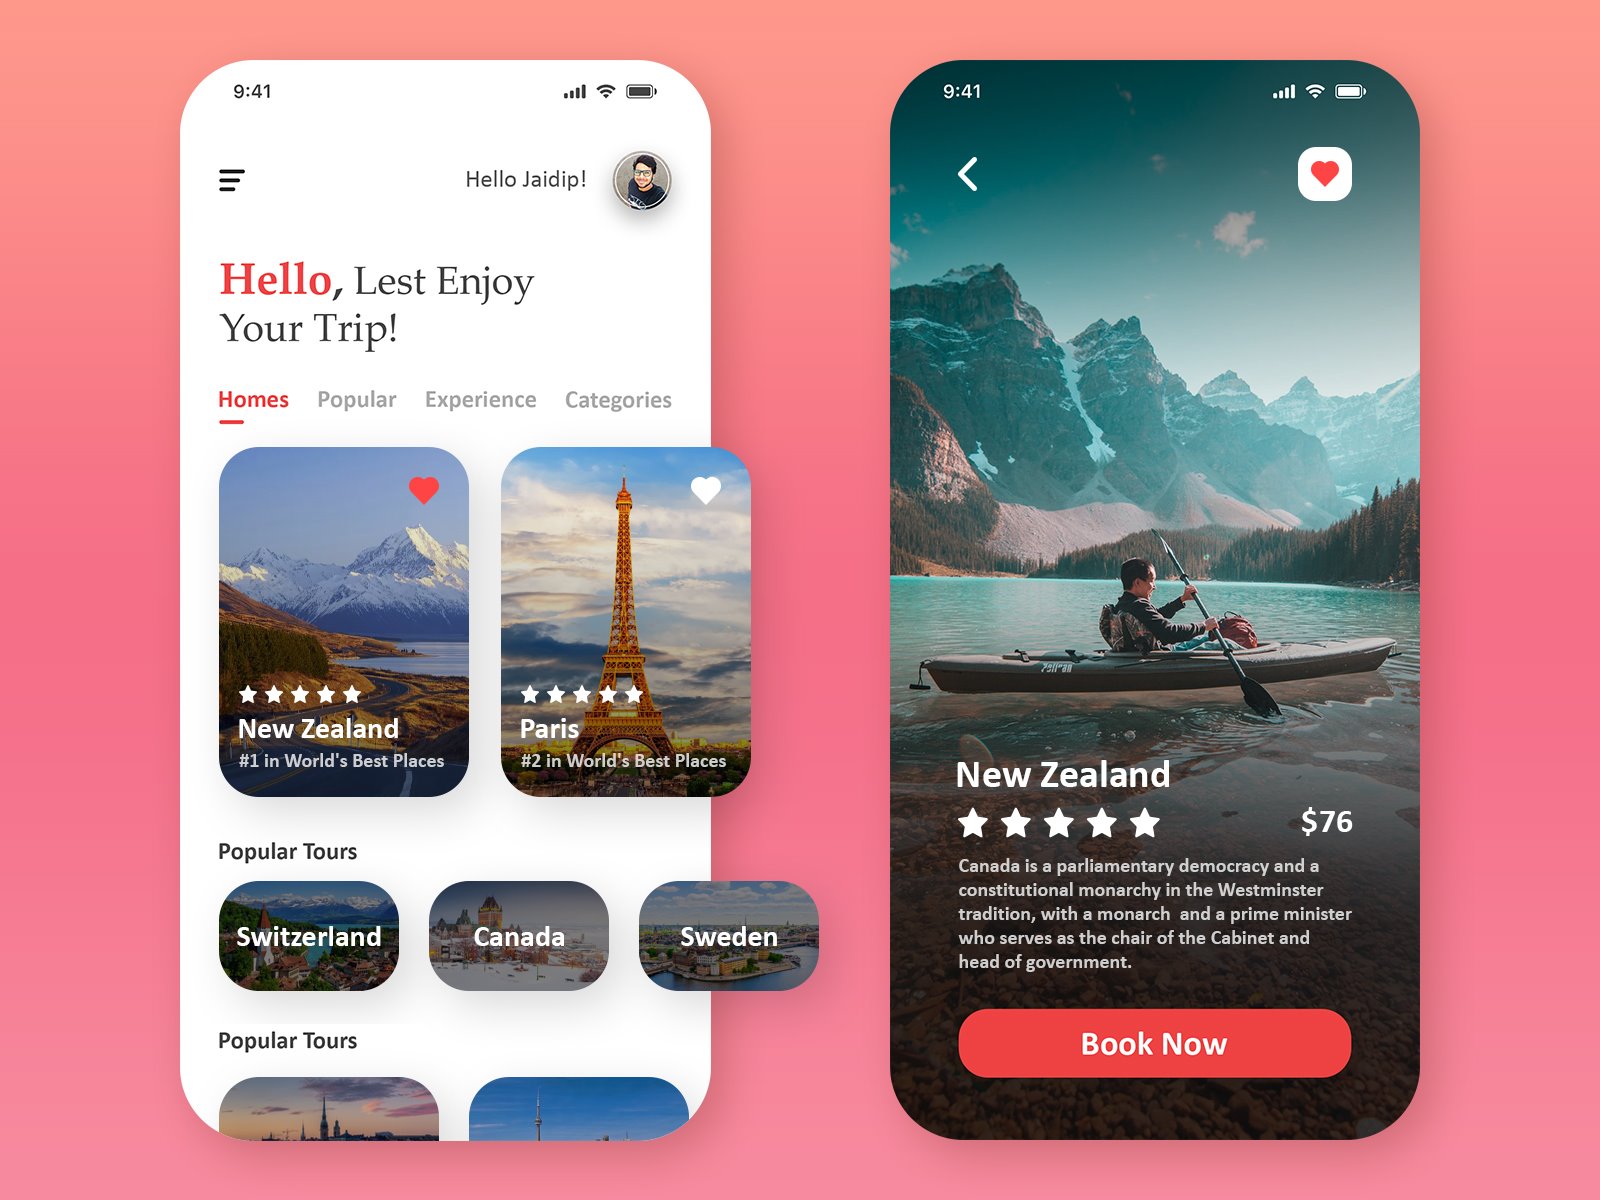 9:41
Hello Jaidip!
Hello, Lest Enjoy
Your Trip!
Homes Popular Experience Categories
New Zealand
#1 in World's Best Places
Paris
#2 in World's Best Places
Popular Tours
Switzerland
Canada
Sweden
Popular Tours
9:41
Pelican
New Zealand
$76
Canada is a parliamentary democracy and a
constitutional monarchy in the Westminster
tradition, with a monarch and a prime minister
who serves as the chair of the Cabinet and
head of government.
Book Now